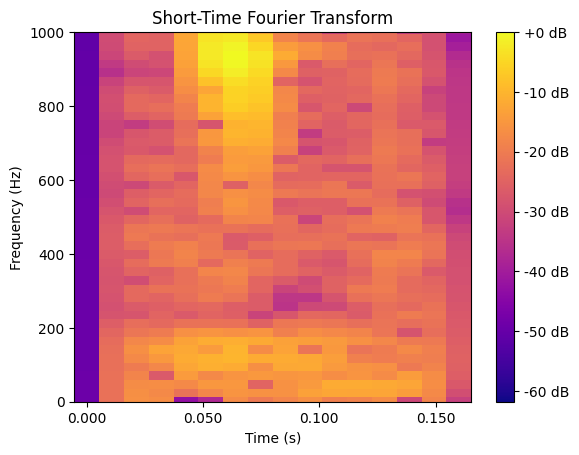 Short-Time Fourier Transform
Frequency (Hz)
1000
800
600
400
200
0
0.000
0.050
0.100
0.150
Time (s)
+0 dB
-10 dB
-20 dB
-30 dB
-40 dB
-50 dB
-60 dB